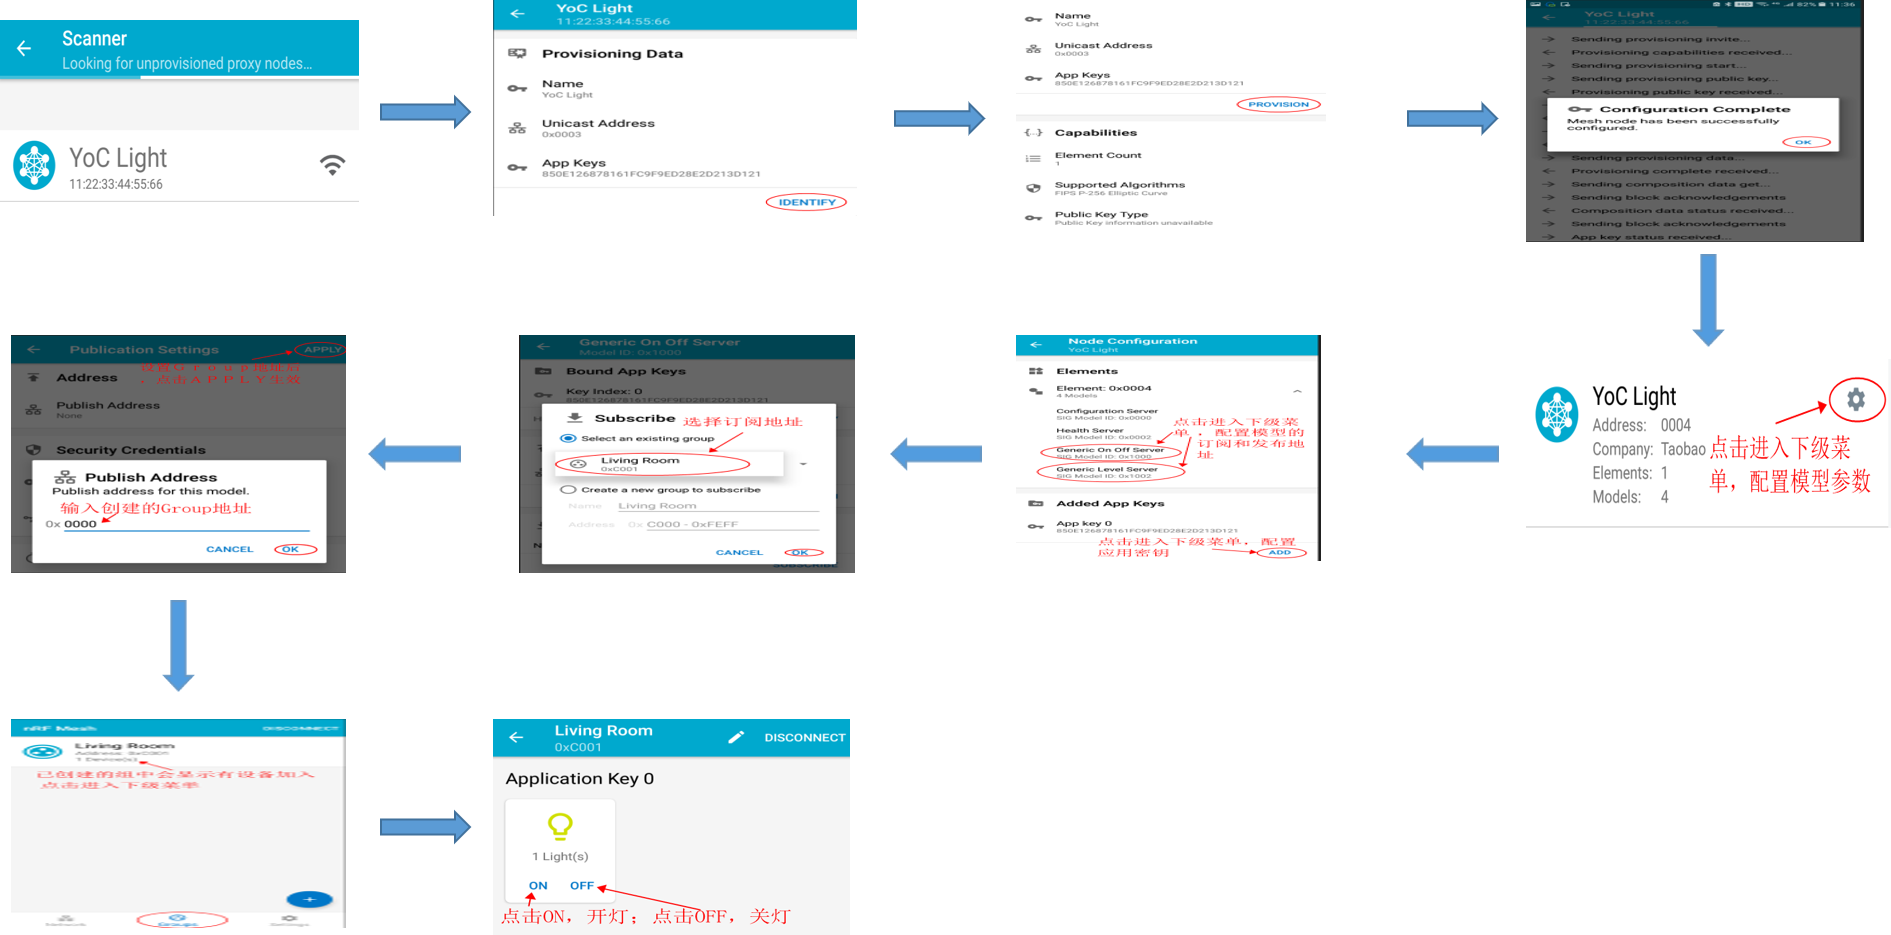 Scanner
Looking for unprovisioned proxy nodes...
YoC Light
11:22:33:44:55:66
YoC Light
11:22:33:44:55:66
Provisioning Data
Name
YoC Light
Unicast Address
0x0003
App Keys
850E126878161FC9F9ED28E2D213D121
IDENTIFY
Name
YoC Light
Unicast Address
0x0003
App Keys
850E126878161FC9F9ED28E2D213D121
PROVISION
Capabilities
Element Count
1
Supported Algorithms
FIPS P-256 Elliptic Curve
Public Key Type
Public Key information unavailable
82% 11:36
YoC Light
11:22:33:44:55:66
Sending provisioning invite...
Provisioning capabilities received...
Sending provisioning start...
Sending provisioning public key...
Provisioning public key received...
Configuration Complete
Mesh node has been successfully
configured.
OK
Sending provisioning data...
Provisioning complete received...
Sending composition data get...
Sending block acknowledgements
Composition data status received...
Sending block acknowledgements
App key status received...
YoC Light
Address: 0004
Company: Taobao
Elements: 1
Models: 4
点击进入下级菜
单，配置模型参数
Node Configuration
YoC Light
Elements
Element: 0x0004
4 Models
Configuration Server
SIG Model ID: 0x0000
Health Server
SIG Model ID: 0x0002
Generic On Off Server
SIG Model ID: 0x1000
Generic Level Server
SIG Model ID: 0x1002
点击进入下级菜
单，配置模型的
订阅和发布地
址
Added App Keys
App key 0
850E126878161FC9F9ED28E2D213D121
点击进入下级菜单，配置
应用密钥
ADD
Generic On Off Server
Model ID: 0x1000
Bound App Keys
Key Index: 0
850E126878161FC9F9ED28E2D213D121
Subscribe
选择订阅地址
Select an existing group
Living Room
0xC001
Create a new group to subscribe
Name Living Room
Address 0x C000 - 0xFEFF
CANCEL OK
SUBSCRIBE
Publication Settings
APPLY
设置Group地址后
，点击APPLY生效
Address
Publish Address
None
Security Credentials
Publish Address
Publish address for this model.
输入创建的Group地址
0x 0000
CANCEL OK
nRF Mesh
DISCONNECT
Living Room
Address: 0xC001
1 Device(s)
已创建的组中会显示有设备加入
点击进入下级菜单
Network
Groups
Settings
Living Room
0xC001
DISCONNECT
Application Key 0
1 Light(s)
ON OFF
点击ON，开灯；点击OFF，关灯